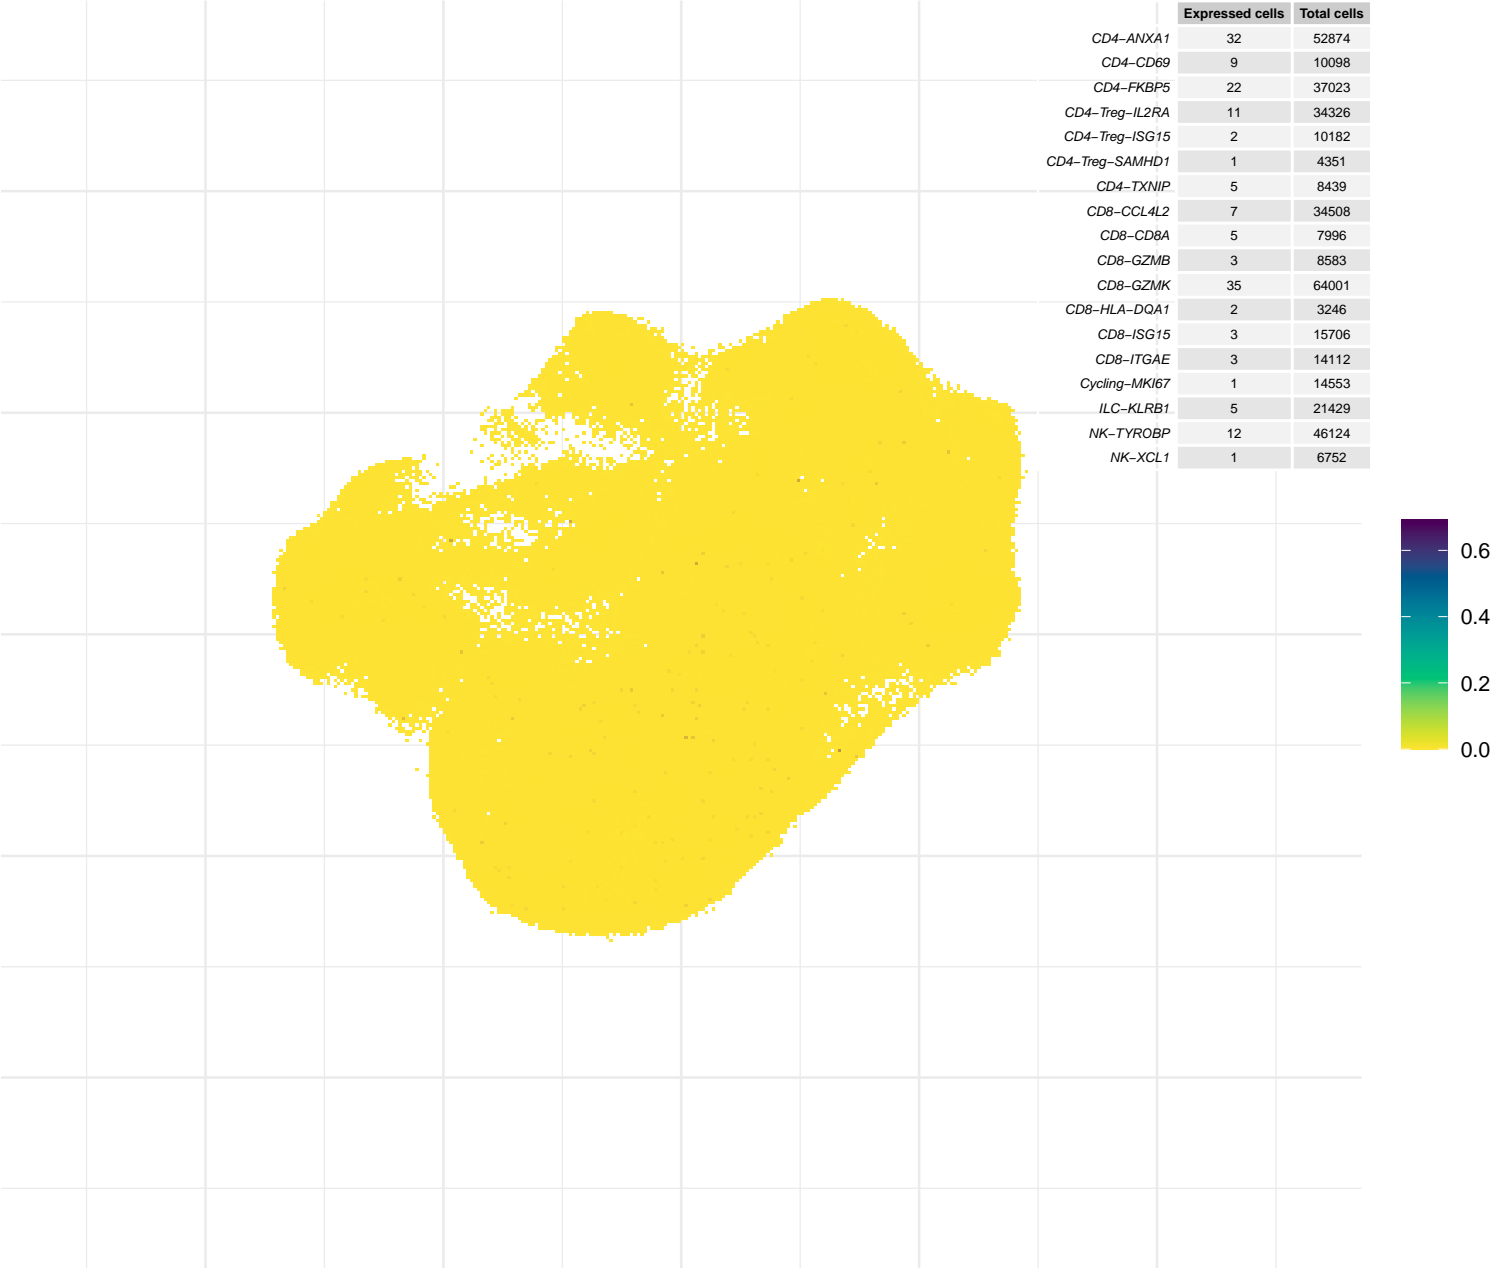 Expressed cells Total cells
CD4−ANXA1 32 52874
CD4−CD69 9 10098
CD4−FKBP5 22 37023
CD4−Treg−IL2RA 11 34326
CD4−Treg−ISG15 2 10182
CD4−Treg−SAMHD1 1 4351
CD4−TXNIP 5 8439
CD8−CCL4L2 7 34508
CD8−CD8A 5 7996
CD8−GZMB 3 8583
CD8−GZMK 35 64001
CD8−HLA−DQA1 2 3246
CD8−ISG15 3 15706
CD8−ITGAE 3 14112
Cycling−MKI67 1 14553
ILC−KLRB1 5 21429
NK−TYROBP 12 46124
NK−XCL1 1 6752
0.6
0.4
0.2
0.0